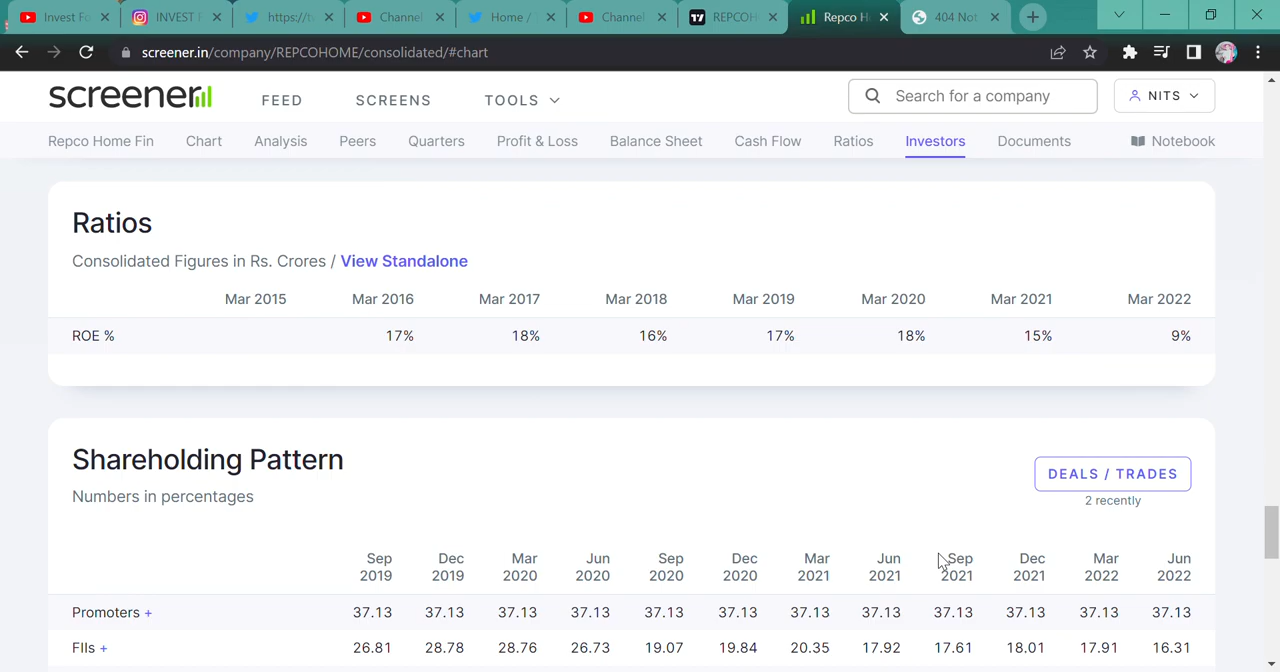 Invest Fo
INVEST F
https://t
Channel
Home /
Channel
REPCOH
Repco H
404 Not
screener.in/company/REPCOHOME/consolidated/#chart
screener
FEED
SCREENS
TOOLS
Search for a company
NITS
Repco Home Fin
Chart
Analysis
Peers
Quarters
Profit & Loss
Balance Sheet
Cash Flow
Ratios
Investors
Documents
Notebook
Ratios
Consolidated Figures in Rs. Crores / View Standalone
Mar 2015 Mar 2016 Mar 2017 Mar 2018 Mar 2019 Mar 2020 Mar 2021 Mar 2022
ROE % 17% 18% 16% 17% 18% 15% 9%
Shareholding Pattern
DEALS / TRADES
Numbers in percentages
2 recently
Sep Dec Mar Jun Sep Dec Mar Jun Sep Dec Mar Jun
2019 2019 2020 2020 2020 2020 2021 2021 2021 2021 2022 2022
Promoters + 37.13 37.13 37.13 37.13 37.13 37.13 37.13 37.13 37.13 37.13 37.13 37.13
FIIs + 26.81 28.78 28.76 26.73 19.07 19.84 20.35 17.92 17.61 18.01 17.91 16.31